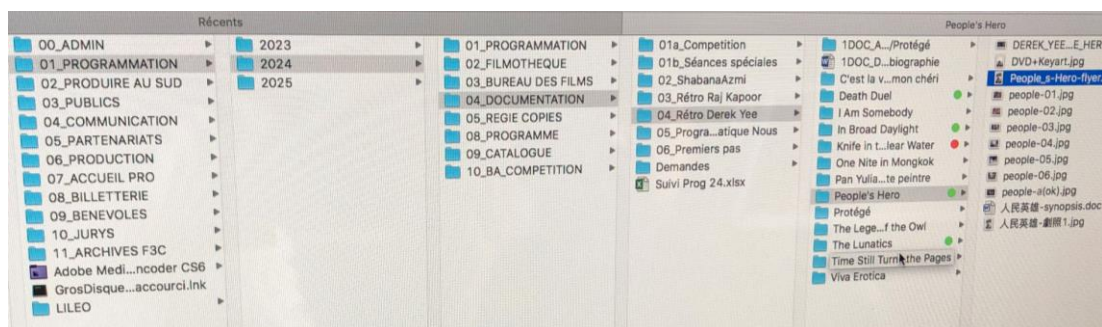 Récents
People's Hero
00_ADMIN
01_PROGRAMMATION
02_PRODUIRE AU SUD
03_PUBLICS
04_COMMUNICATION
05_PARTENARIATS
06_PRODUCTION
07_ACCUEIL PRO
08_BILLETTERIE
09_BENEVOLES
10_JURYS
11_ARCHIVES F3C
Adobe Medi...ncoder CS6
GrosDisque...accourci.lnk
LILEO
2023
2024
2025
01_PROGRAMMATION
02_FILMOTHEQUE
03_BUREAU DES FILMS
04_DOCUMENTATION
05_REGIE COPIES
08_PROGRAMME
09_CATALOGUE
10_BA_COMPETITION
01a_Competition
01b_Séances spéciales
02_ShabanaAzmi
03_Rétro Raj Kapoor
04_Rétro Derek Yee
05_Progra...atique Nous
06_Premiers pas
Demandes
Suivi Prog 24.xlsx
1DOC_A.../Protégé
1DOC_D...biographie
C'est la v...mon chéri
Death Duel
I Am Somebody
In Broad Daylight
Knife in t...lear Water
One Nite in Mongkok
Pan Yulia...te peintre
People's Hero
Protégé
The Lege...f the Owl
The Lunatics
Time Still Turn the Pages
Viva Erotica
DEREK_YEE...E_HER
DVD+Keyart.jpg
People_s-Hero-flyer.
people-01.jpg
people-02.jpg
people-03.jpg
people-04.jpg
people-05.jpg
people-06.jpg
people-a(ok).jpg
人民英雄-synopsis.doc
人民英雄-劇照1.jpg